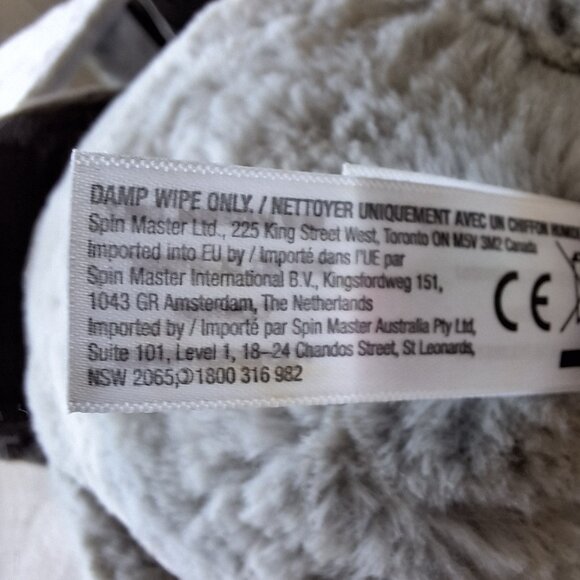 DAMP WIPE ONLY. / NETTOYER UNIQUEMENT AVEC UN CHIFFON HUMIDE
Spin Master Ltd., 225 King Street West, Toronto ON M5V 3M2 Canada
Imported into EU by / Importé dans l'UE par
Spin Master International B.V., Kingsfordweg 151,
1043 GR Amsterdam, The Netherlands
Imported by / Importé par Spin Master Australia Pty Ltd,
Suite 101, Level 1, 18–24 Chandos Street, St Leonards,
NSW 2065; 1800 316 982
CE